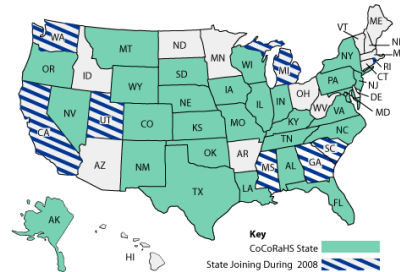 WA
MT
ND
MN
VT
ME
OR
ID
WY
SD
WI
MI
NY
RI
CT
NJ
DE
MD
NV
UT
CO
NE
IA
IL
IN
OH
PA
WV
VA
CA
AZ
NM
KS
MO
KY
NC
TN
OK
AR
SC
MS
AL
GA
TX
LA
FL
AK
HI
Key
CoCoRaHS State
State Joining During 2008